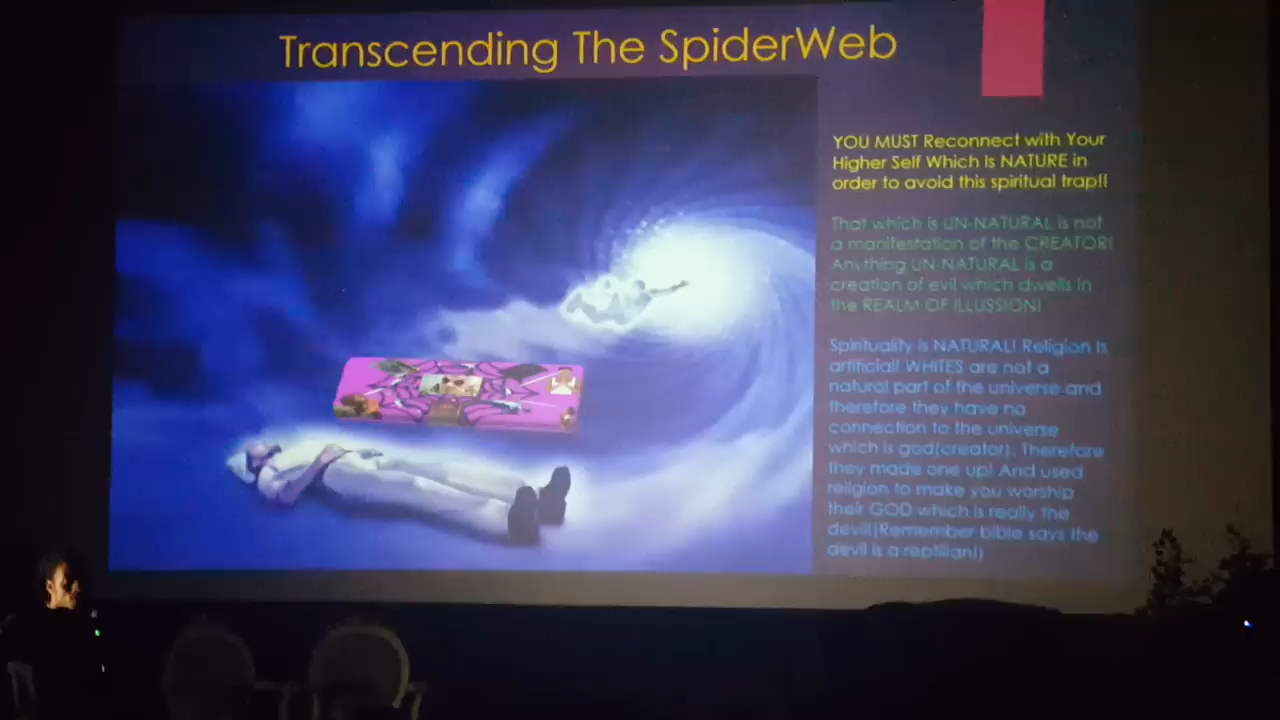 Transcending The SpiderWeb
YOU MUST Reconnect with Your
Higher Self Which Is NATURE in
order to avoid this spiritual trap!!
That which is UN-NATURAL is not
a manifestation of the CREATOR!
Anything UN-NATURAL is a
creation of evil which dwells in
the REALM OF ILLUSSION!
Spirituality is NATURAL! Religion is
artificial! WHITES are not a
natural part of the universe and
therefore they have no
connection to the universe
which is god(creator). Therefore
they made one up! And used
religion to make you worship
their GOD which is really the
devil(Remember bible says the
devil is a reptilian!)